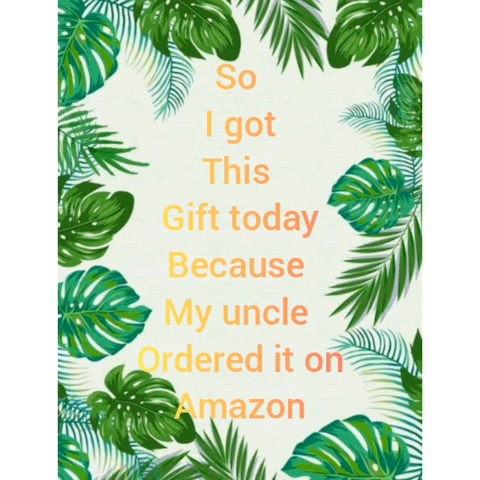 So
I got
This
Gift today
Because
My uncle
Ordered it on
Amazon